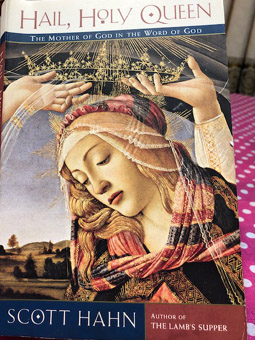 HAIL, HOLY QUEEN
THE MOTHER OF GOD IN THE WORD OF GOD
SCOTT HAHN
AUTHOR OF
THE LAMB'S SUPPER